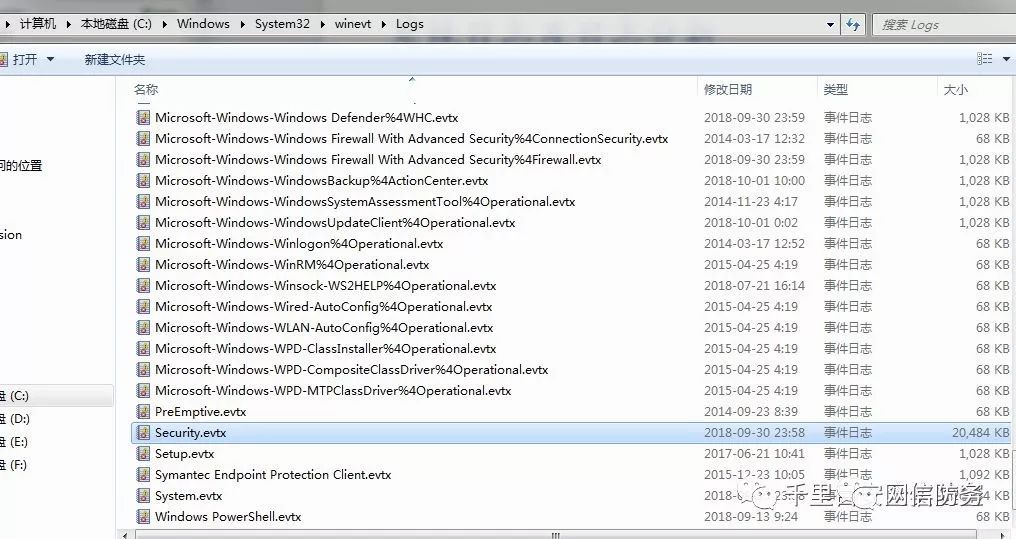 计算机 本地磁盘 (C:) Windows System32 winevt Logs 搜索 Logs
打开 新建文件夹
名称 修改日期 类型 大小
Microsoft-Windows-Windows Defender%4WHC.evtx 2018-09-30 23:59 事件日志 1,028 KB
Microsoft-Windows-Windows Firewall With Advanced Security%4ConnectionSecurity.evtx 2014-03-17 12:32 事件日志 68 KB
Microsoft-Windows-Windows Firewall With Advanced Security%4Firewall.evtx 2018-09-30 23:59 事件日志 1,028 KB
问的位置 Microsoft-Windows-WindowsBackup%4ActionCenter.evtx 2018-10-01 10:00 事件日志 1,028 KB
Microsoft-Windows-WindowsSystemAssessmentTool%4Operational.evtx 2014-11-23 4:17 事件日志 68 KB
Microsoft-Windows-WindowsUpdateClient%4Operational.evtx 2018-10-01 0:02 事件日志 1,028 KB
sion Microsoft-Windows-Winlogon%4Operational.evtx 2014-03-17 12:52 事件日志 68 KB
Microsoft-Windows-WinRM%4Operational.evtx 2015-04-25 4:19 事件日志 68 KB
Microsoft-Windows-Winsock-WS2HELP%4Operational.evtx 2018-07-21 16:14 事件日志 68 KB
Microsoft-Windows-Wired-AutoConfig%4Operational.evtx 2015-04-25 4:19 事件日志 68 KB
Microsoft-Windows-WLAN-AutoConfig%4Operational.evtx 2015-04-25 4:19 事件日志 68 KB
Microsoft-Windows-WPD-ClassInstaller%4Operational.evtx 2015-04-25 4:19 事件日志 68 KB
Microsoft-Windows-WPD-CompositeClassDriver%4Operational.evtx 2015-04-25 4:19 事件日志 68 KB
盘 (C:) Microsoft-Windows-WPD-MTPClassDriver%4Operational.evtx 2015-04-25 4:19 事件日志 68 KB
盘 (D:) PreEmptive.evtx 2014-09-23 8:39 事件日志 68 KB
盘 (E:) Security.evtx 2018-09-30 23:58 事件日志 20,484 KB
盘 (F:) Setup.evtx 2017-06-21 10:41 事件日志 1,028 KB
Symantec Endpoint Protection Client.evtx 2015-12-23 10:05 事件日志 1,092 KB
System.evtx
Windows PowerShell.evtx 2018-09-13 9:24 事件日志 68 KB
网信防务